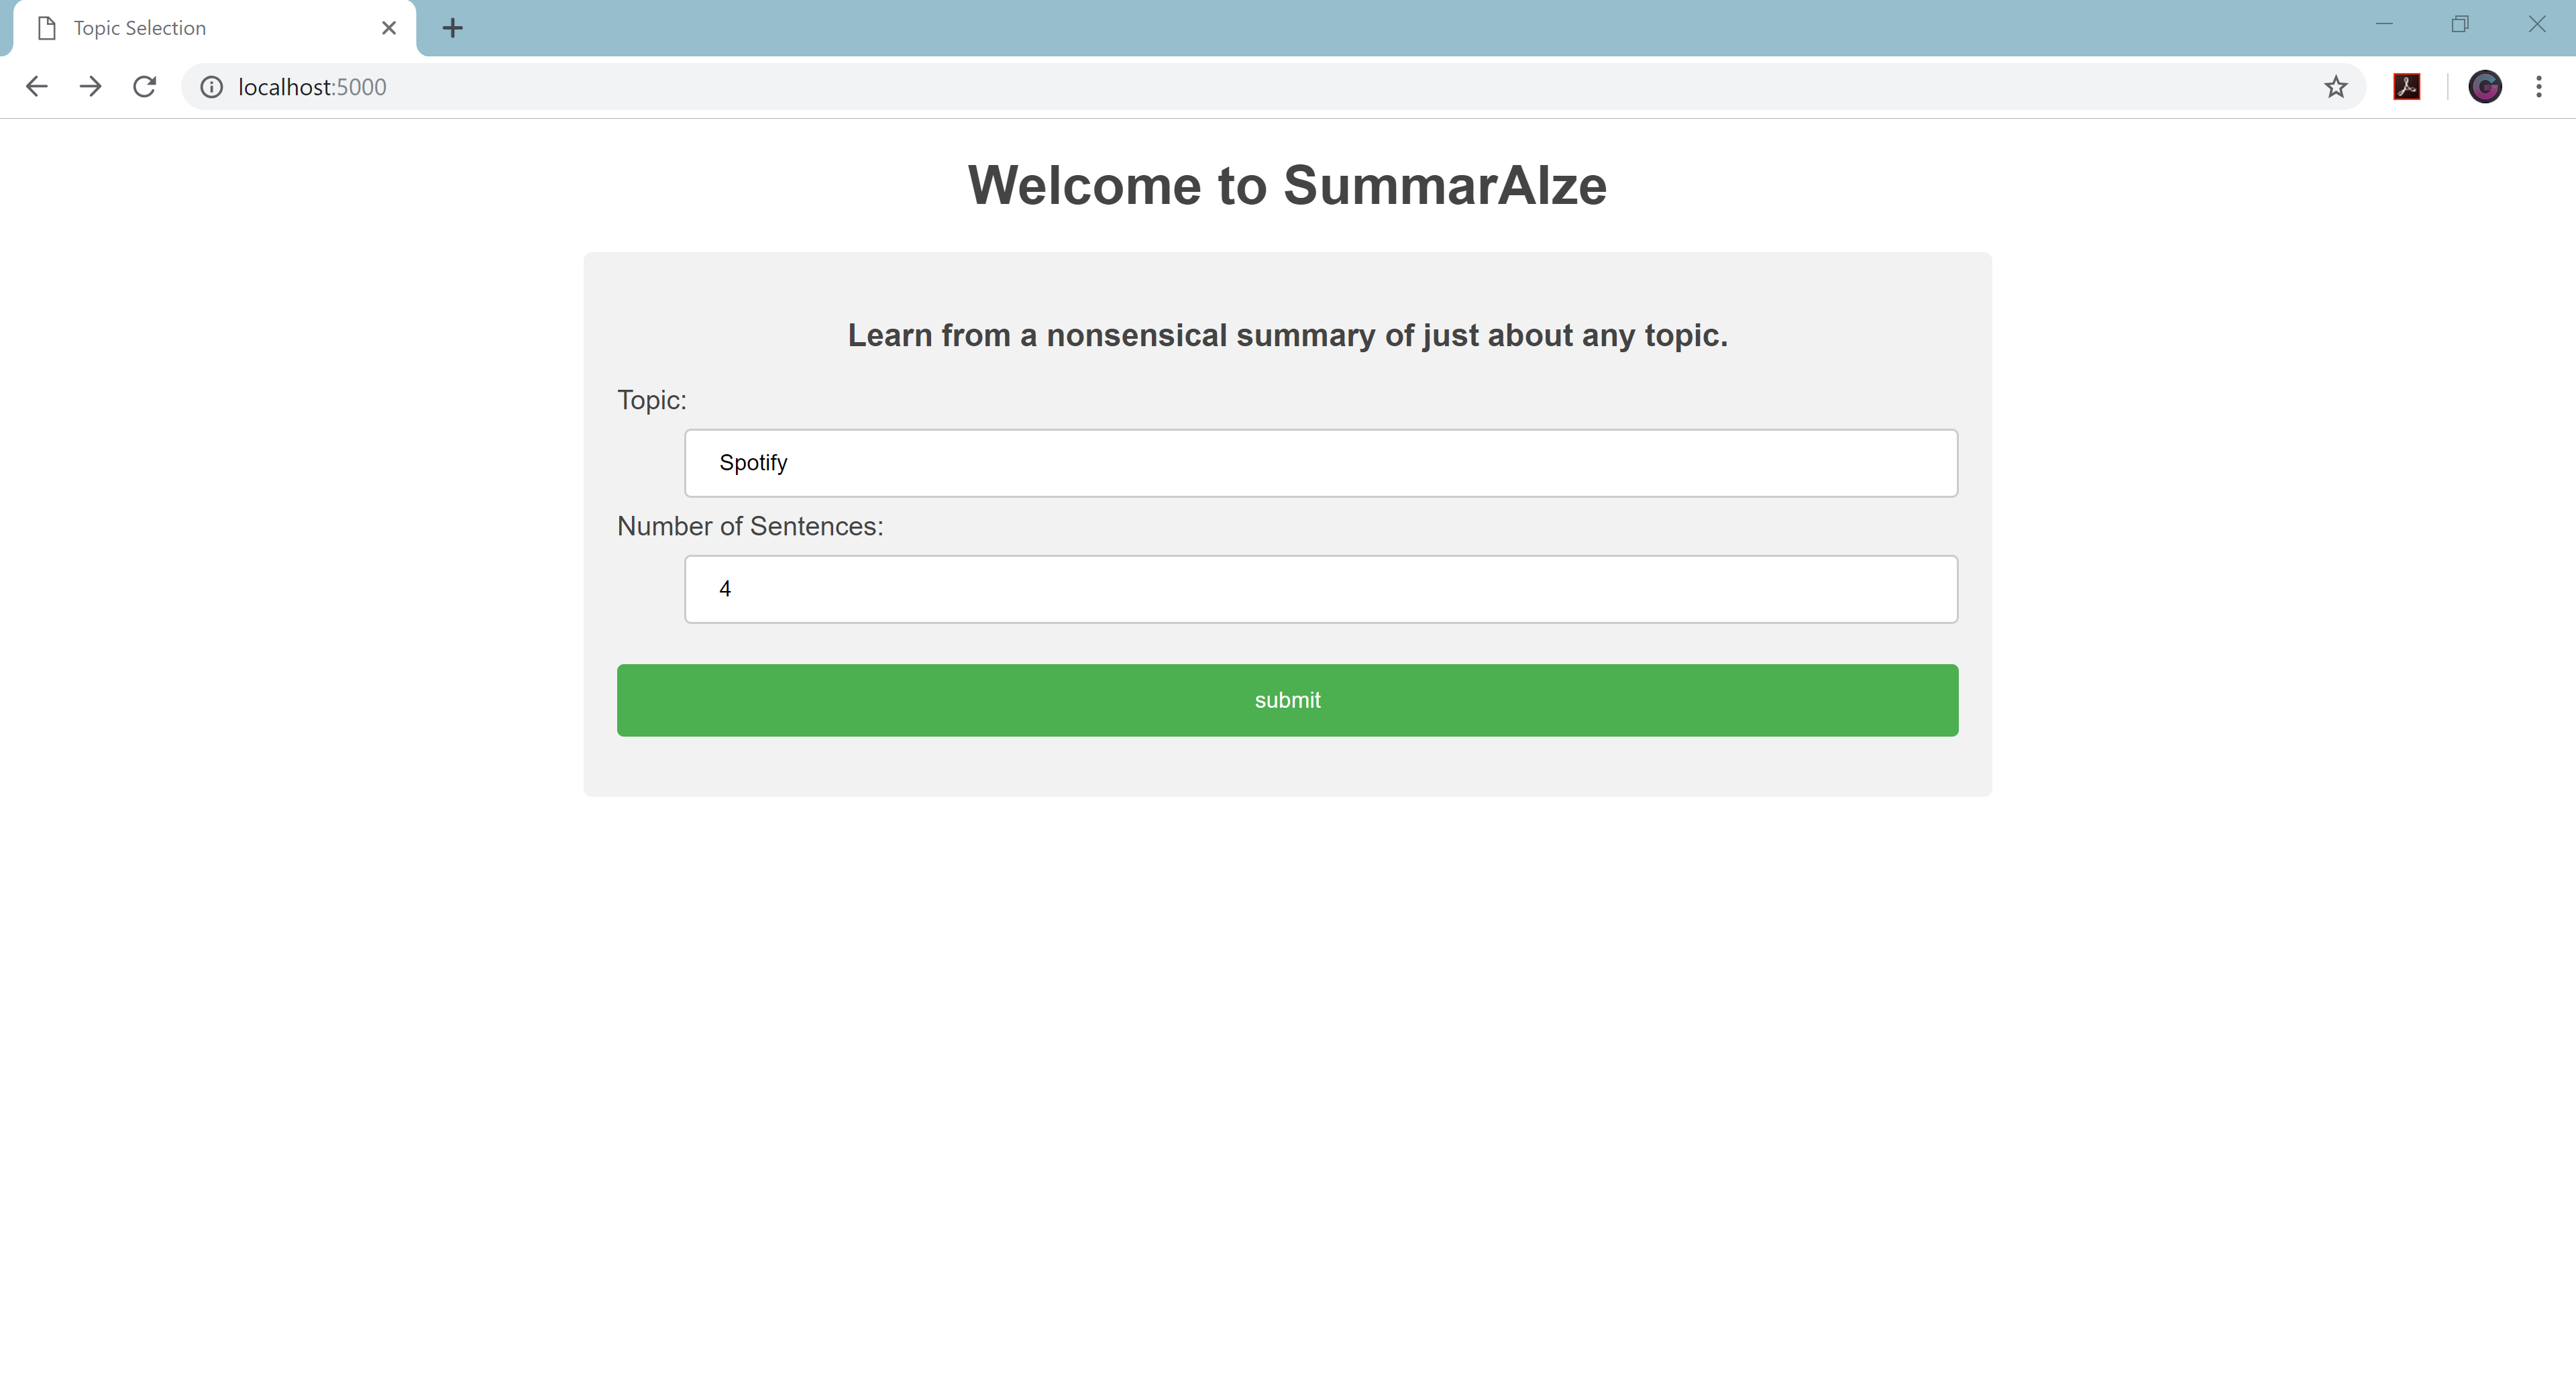 Topic Selection
localhost:5000
Welcome to SummarAIze
Learn from a nonsensical summary of just about any topic.
Topic:
Spotify
Number of Sentences:
4
submit